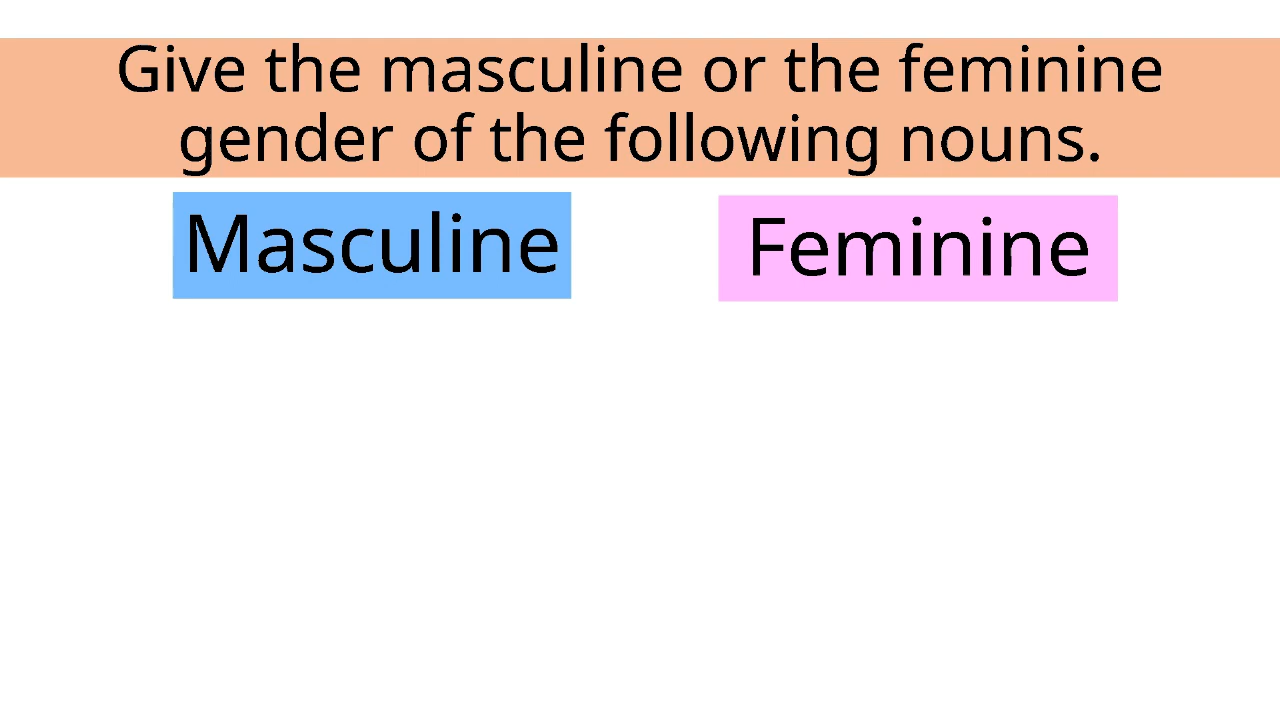 Give the masculine or the feminine
gender of the following nouns.
Masculine
Feminine